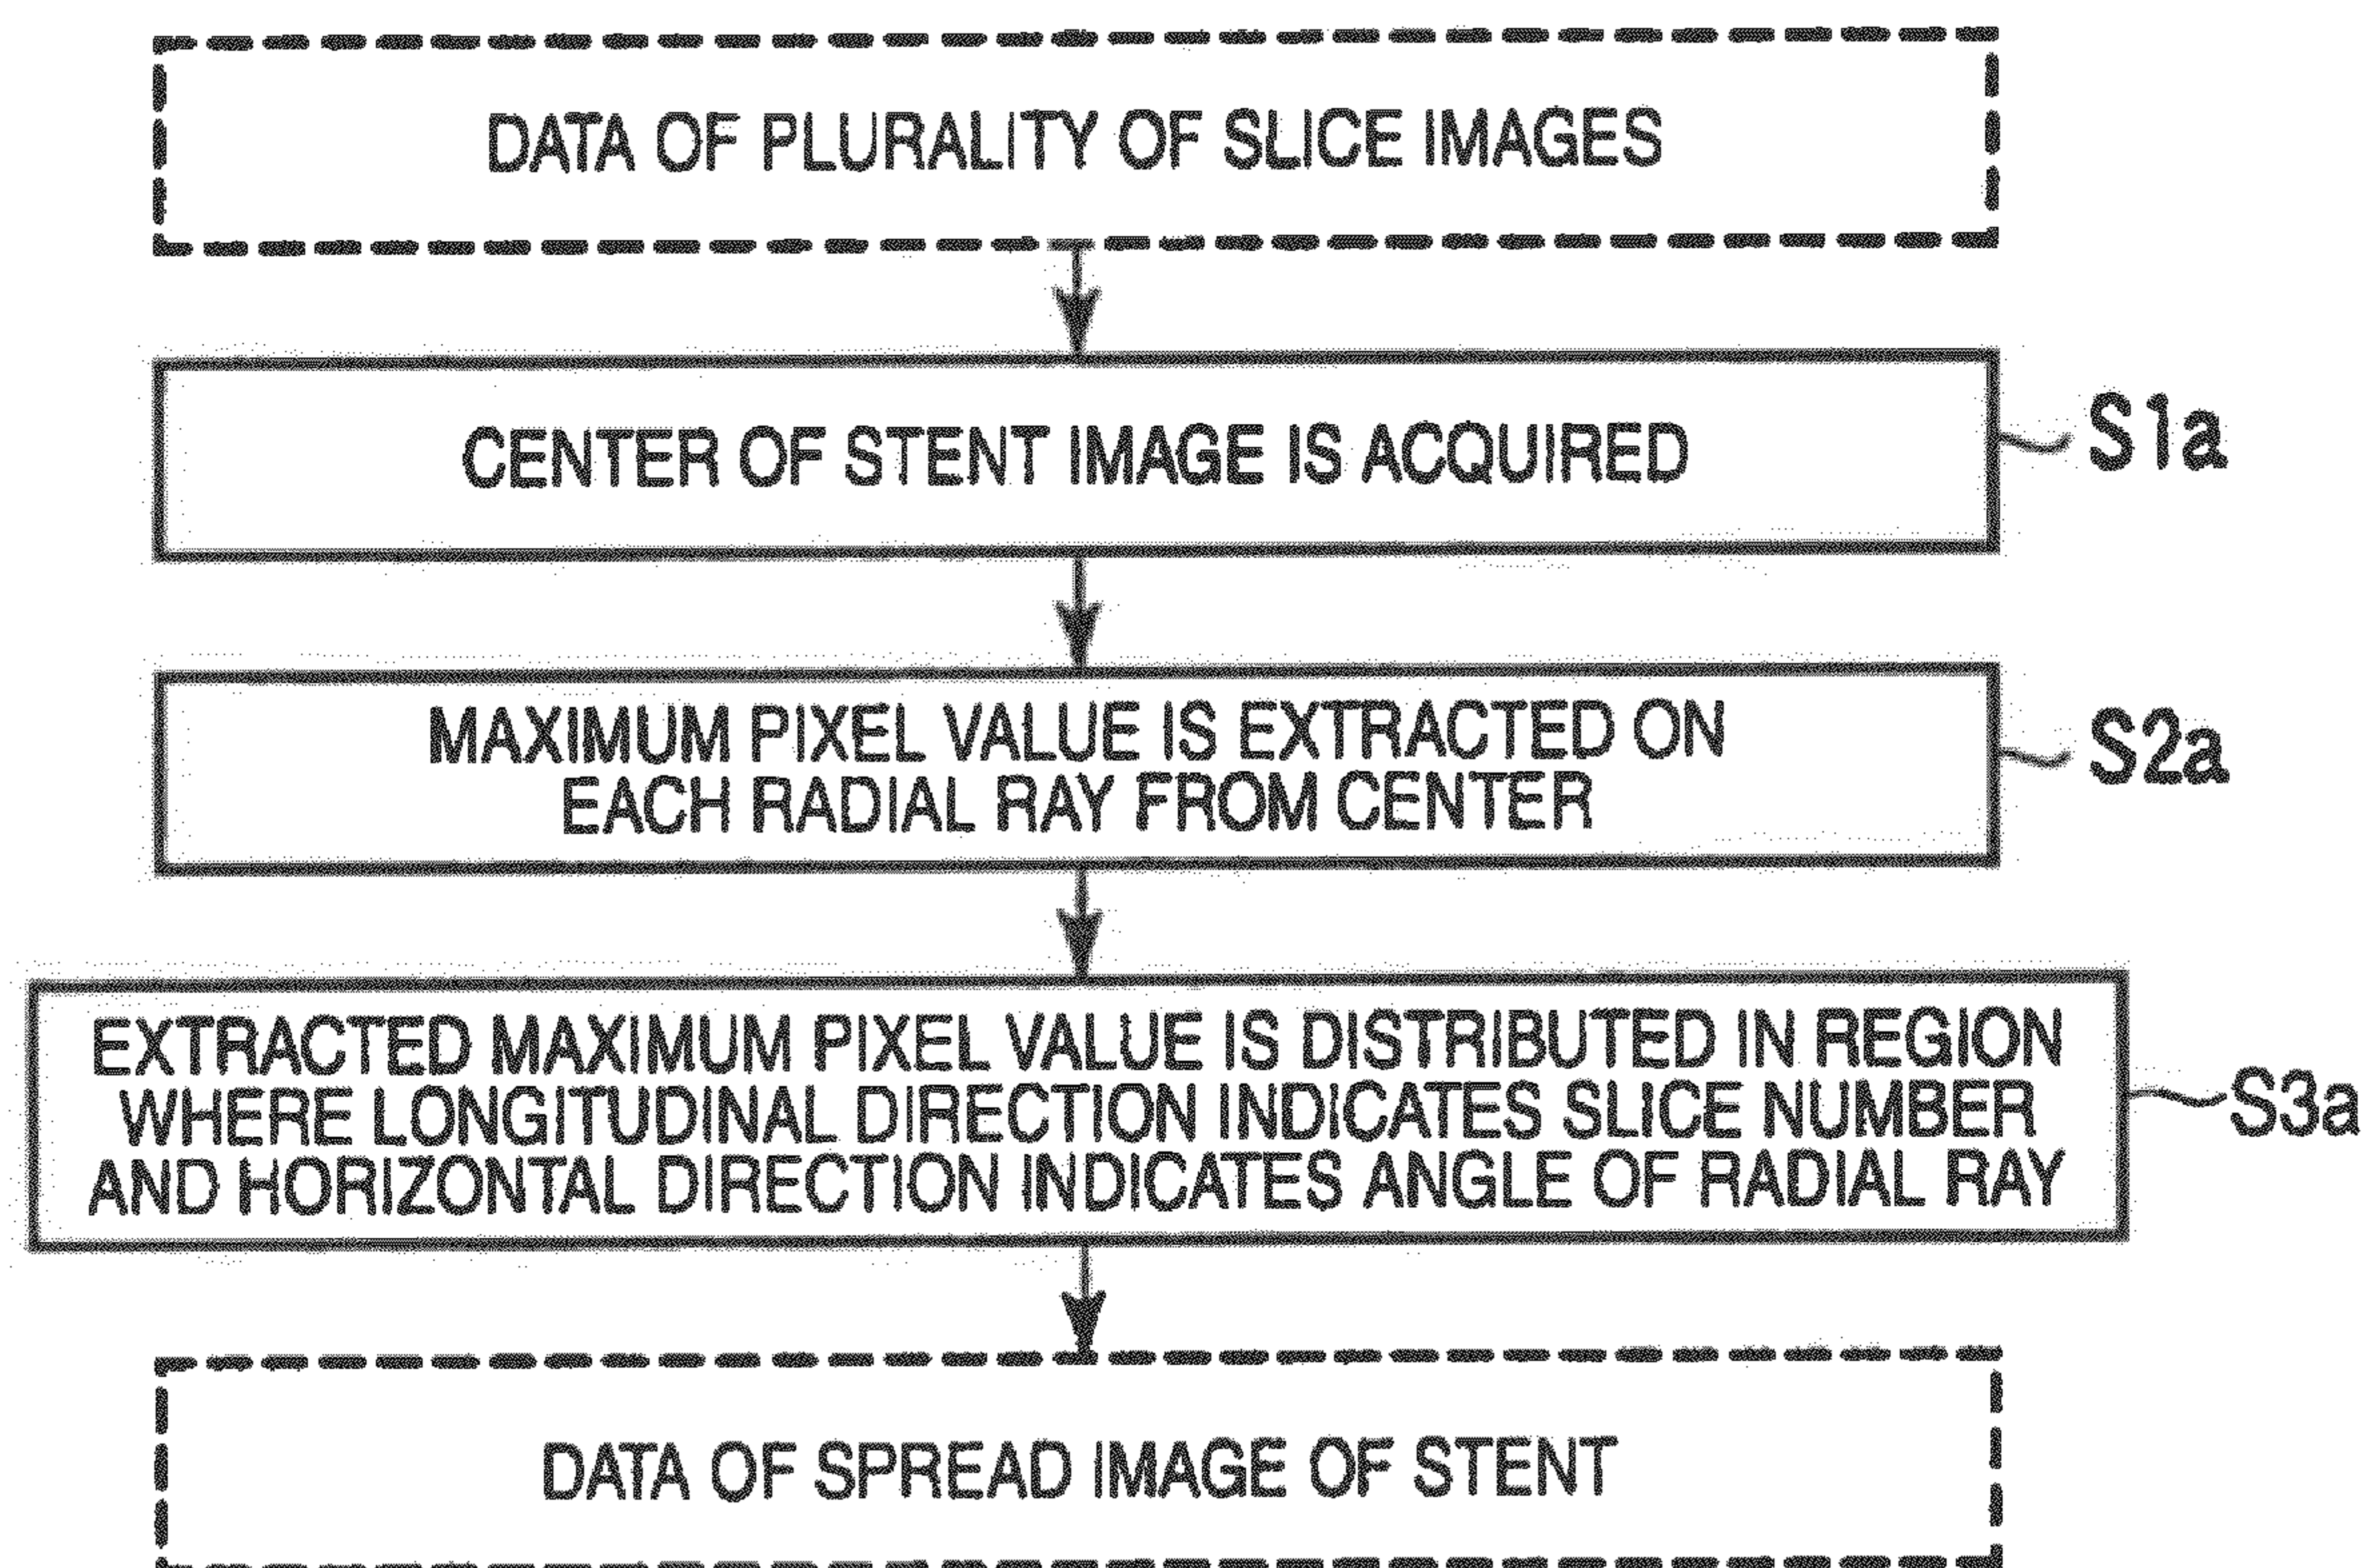 DATA OF PLURALITY OF SLICE IMAGES
CENTER OF STENT IMAGE IS ACQUIRED
S1a
MAXIMUM PIXEL VALUE IS EXTRACTED ON
EACH RADIAL RAY FROM CENTER
S2a
EXTRACTED MAXIMUM PIXEL VALUE IS DISTRIBUTED IN REGION
WHERE LONGITUDINAL DIRECTION INDICATES SLICE NUMBER
AND HORIZONTAL DIRECTION INDICATES ANGLE OF RADIAL RAY
S3a
DATA OF SPREAD IMAGE OF STENT